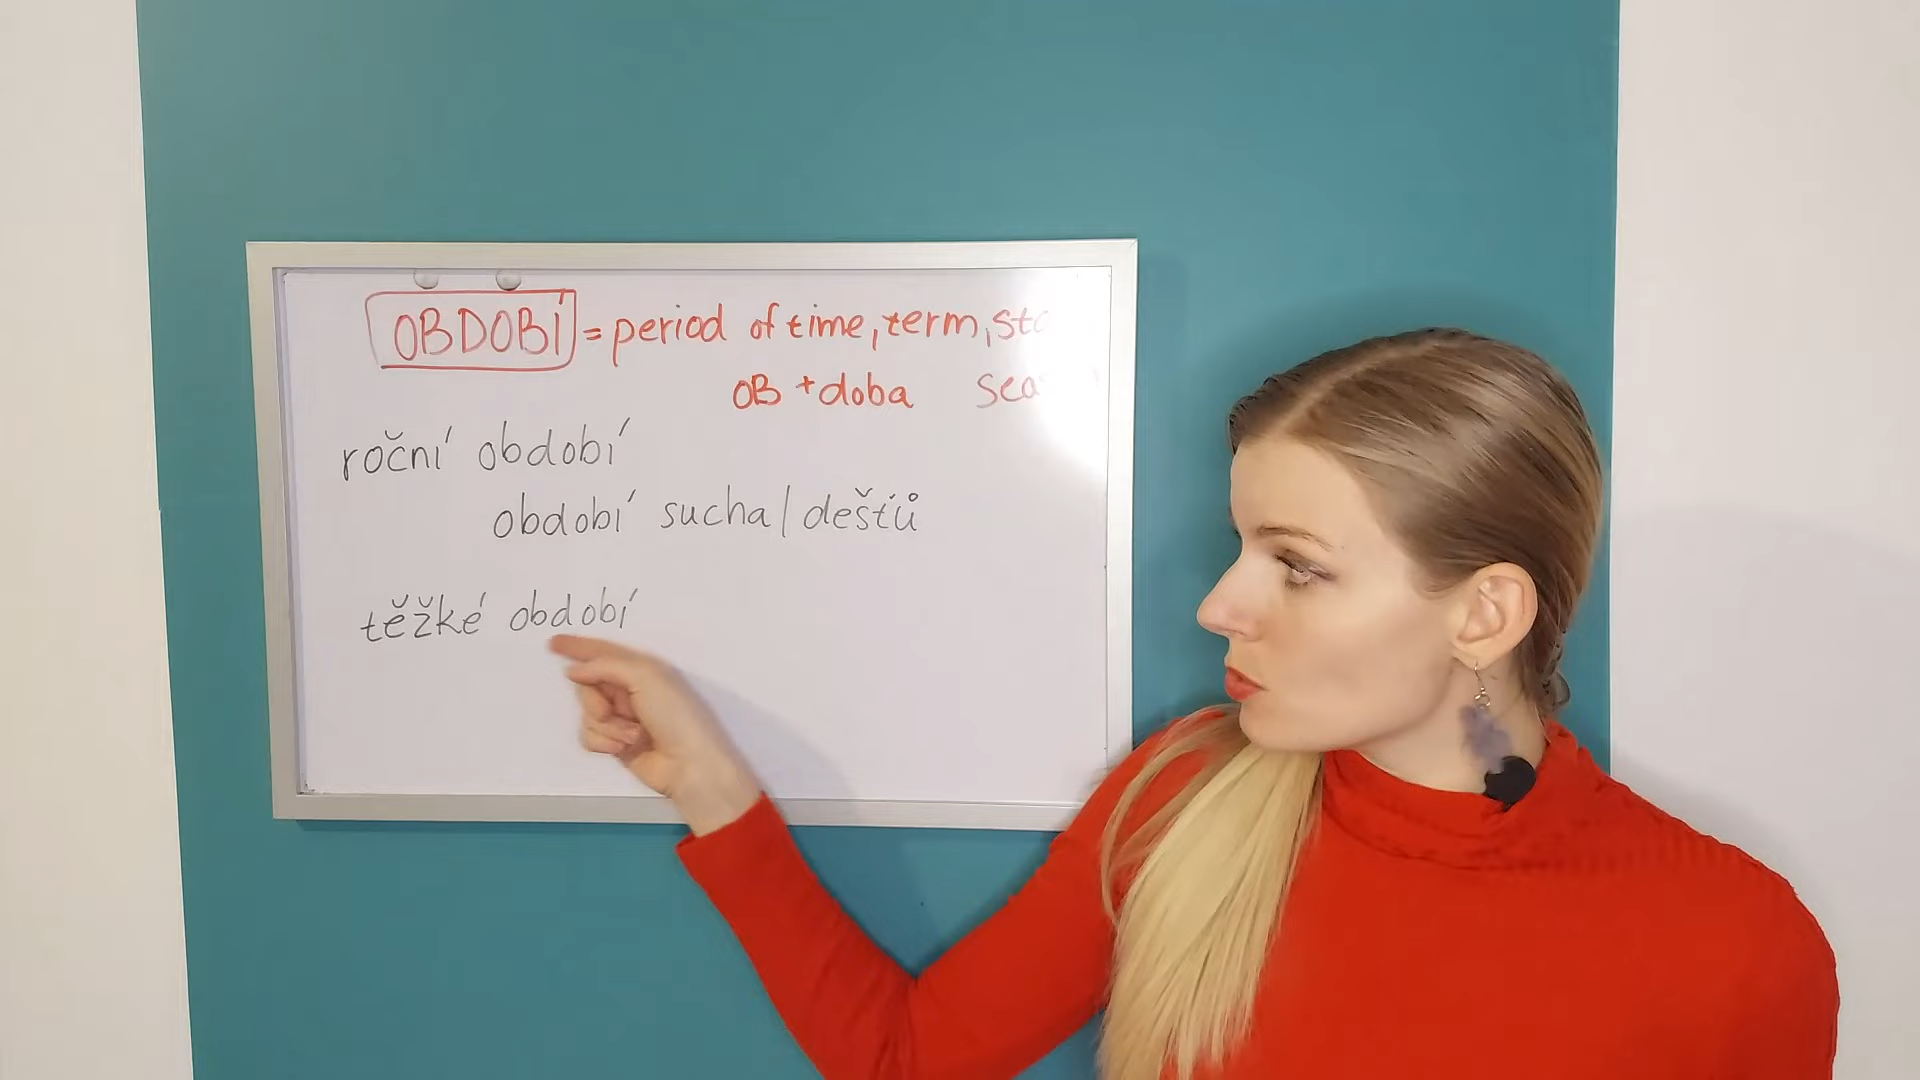 OBDOBÍ = period of time, term,
OB + doba
roční období
období sucha / dešťů
těžké období